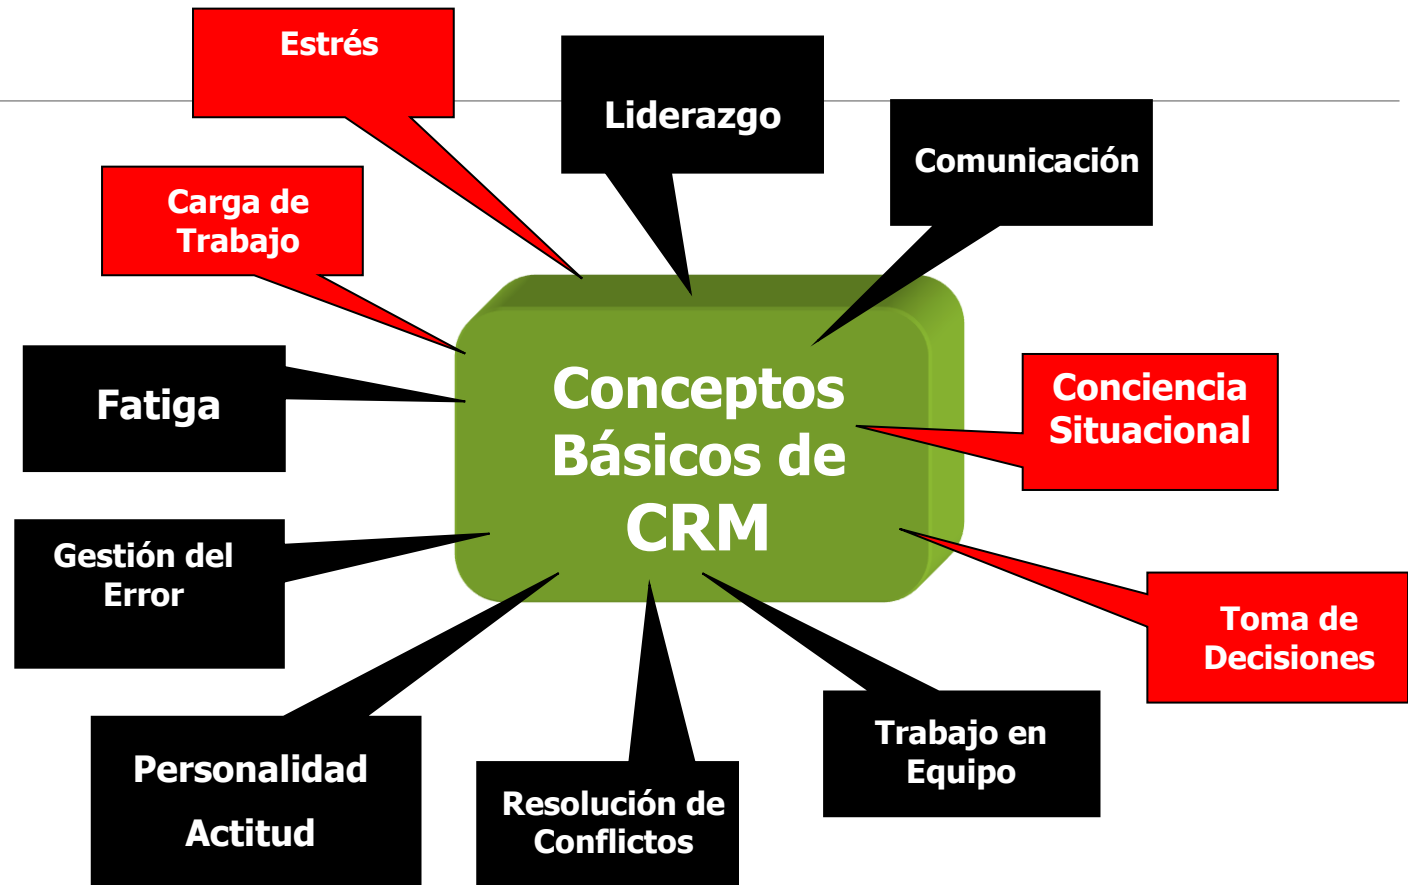 Estrés
Liderazgo
Comunicación
Carga de
Trabajo
Fatiga
Conceptos
Básicos de
CRM
Conciencia
Situacional
Gestión del
Error
Toma de
Decisiones
Personalidad
Actitud
Resolución de
Conflictos
Trabajo en
Equipo